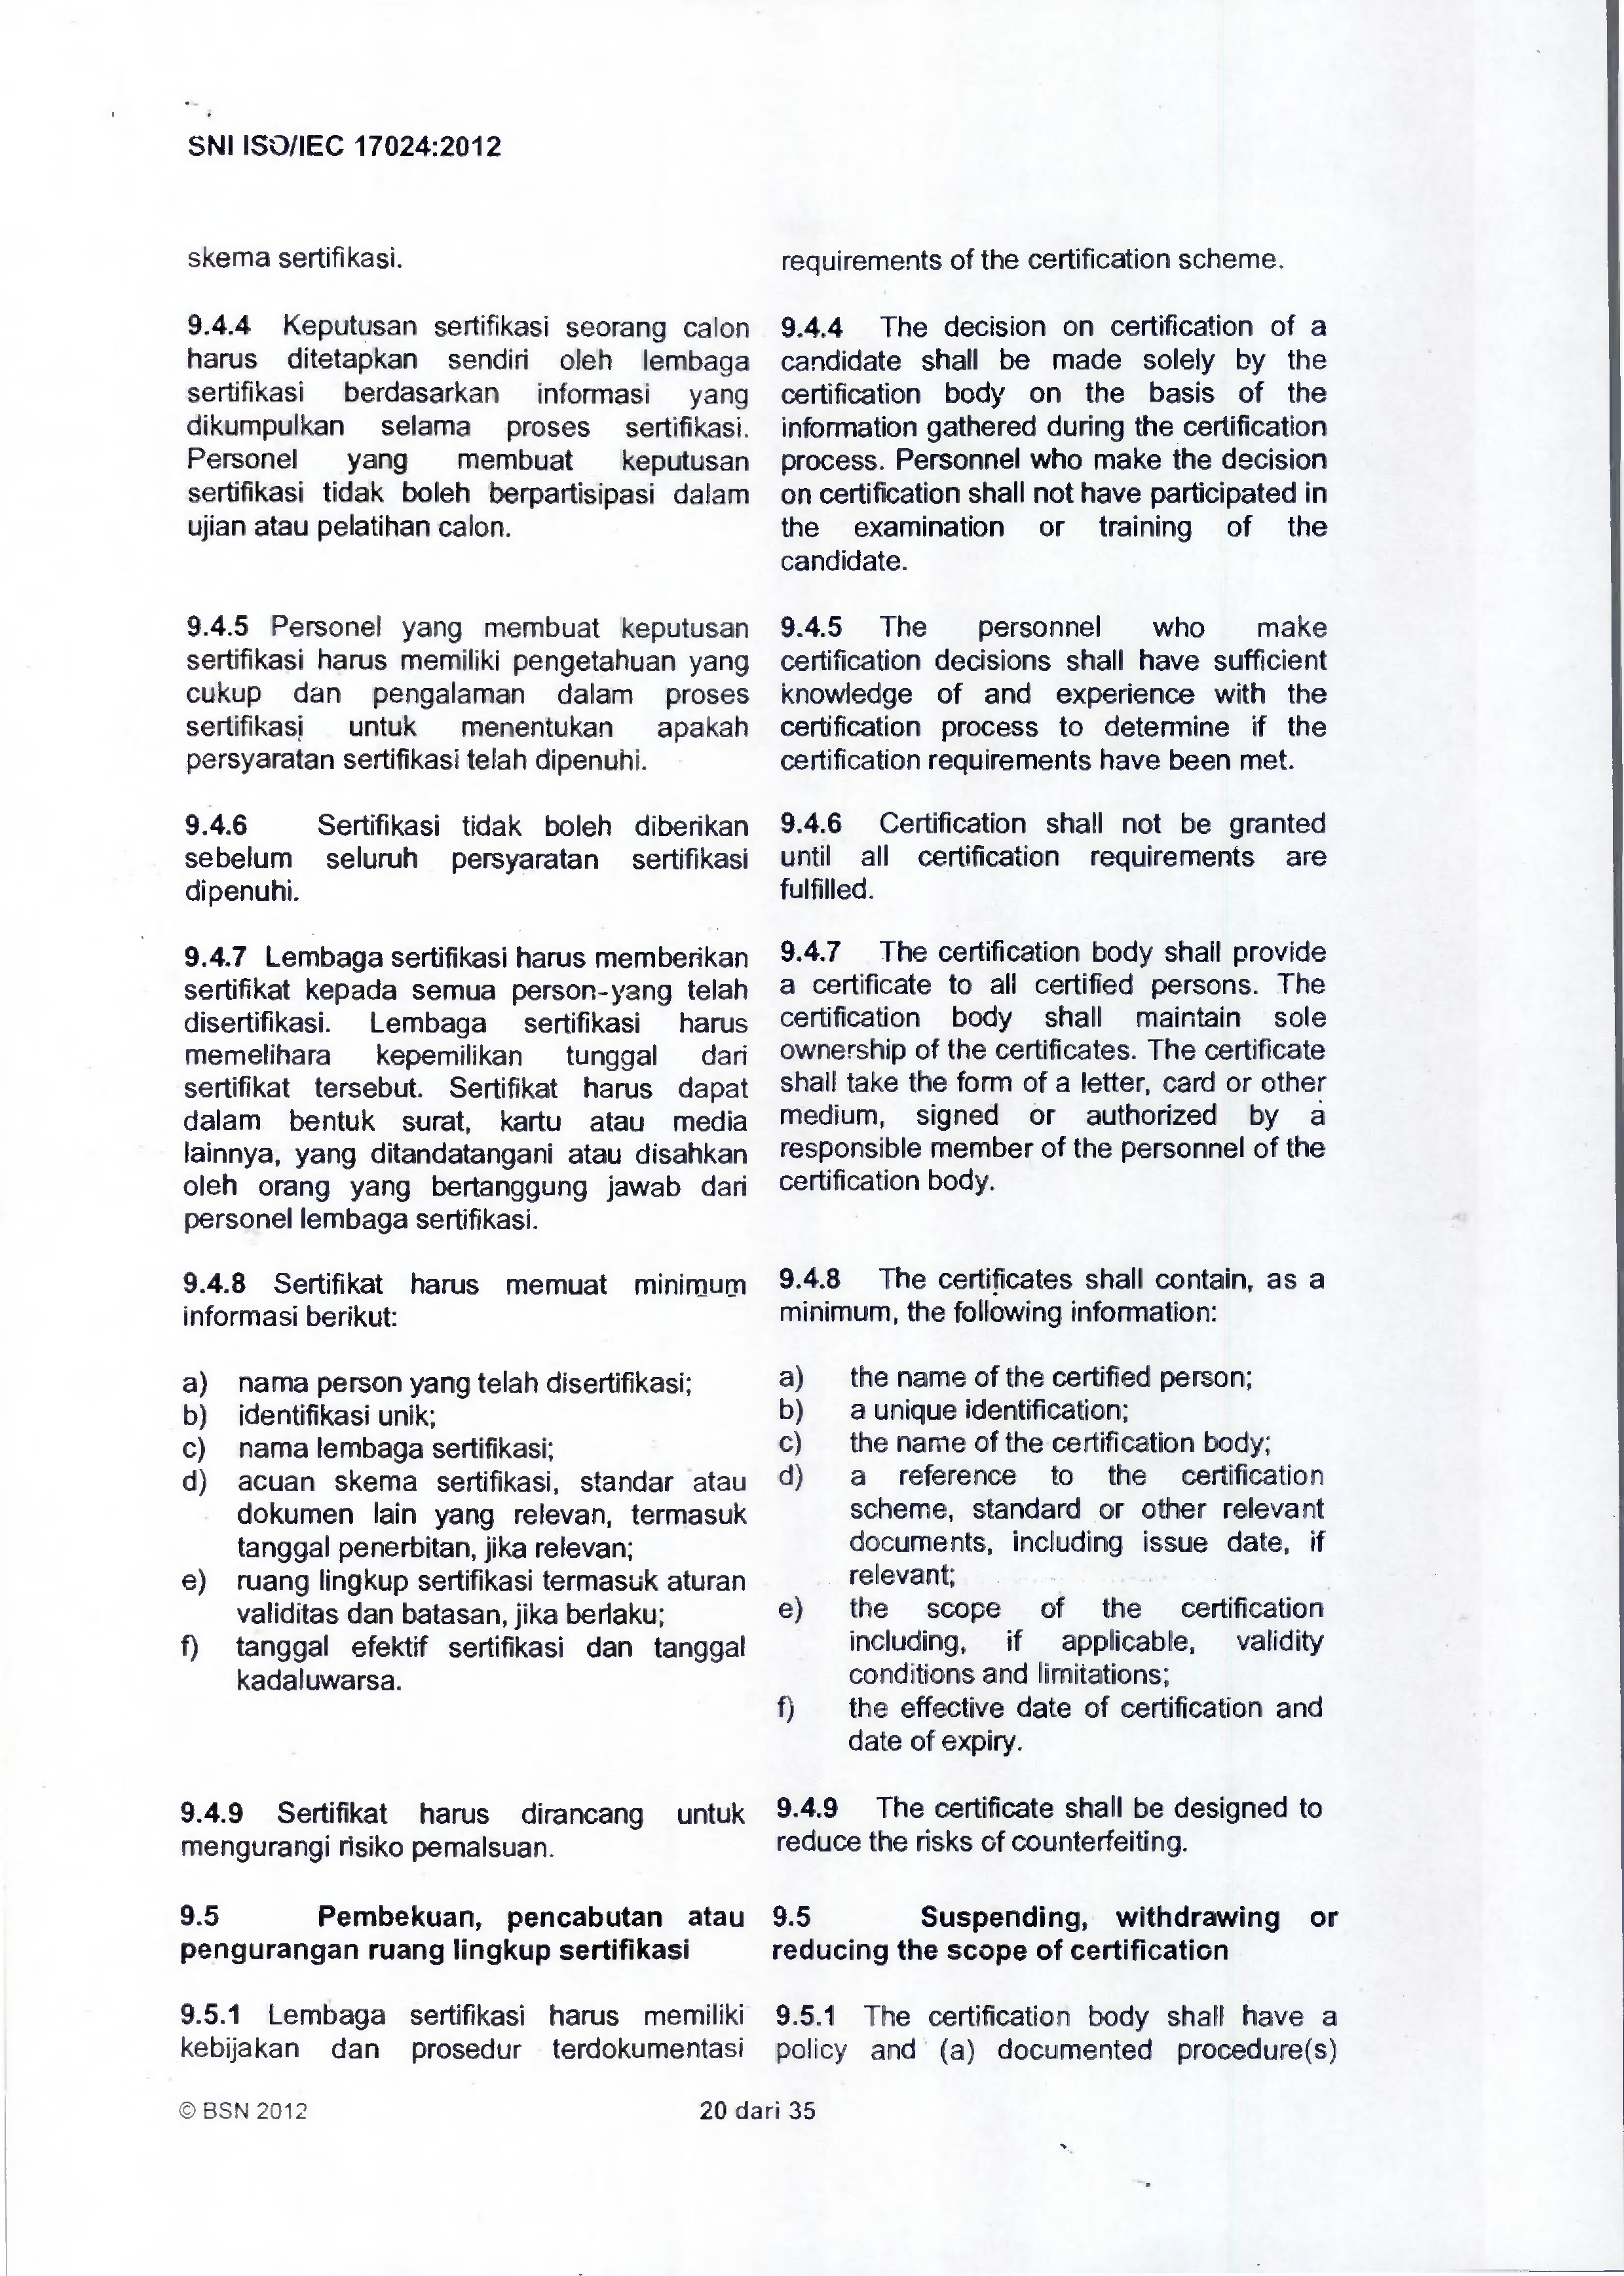 SNI ISO/IEC 17024:2012
skema sertifikasi.
9.4.4 Keputusan sertifikasi seorang calon
harus ditetapkan sendiri oleh lembaga
sertifikasi berdasarkan informasi yang
dikumpulkan selama proses sertifikasi.
Personel yang membuat keputusan
sertifikasi tidak boleh berpartisipasi dalam
ujian atau pelatihan calon.
9.4.5 Personel yang membuat keputusan
sertifikasi harus memiliki pengetahuan yang
cukup dan pengalaman dalam proses
sertifikasi untuk menentukan apakah
persyaratan sertifikasi telah dipenuhi.
9.4.6 Sertifikasi tidak boleh diberikan
sebelum seluruh persyaratan sertifikasi
dipenuhi.
9.4.7 Lembaga sertifikasi harus memberikan
sertifikat kepada semua person-yang telah
disertifikasi. Lembaga sertifikasi harus
memelihara kepemilikan tunggal dari
sertifikat tersebut. Sertifikat harus dapat
dalam bentuk surat, kartu atau media
lainnya, yang ditandatangani atau disahkan
oleh orang yang bertanggung jawab dari
personel lembaga sertifikasi.
9.4.8 Sertifikat harus memuat minimum
informasi berikut:
a) nama person yang telah disertifikasi;
b) identifikasi unik;
c) nama lembaga sertifikasi;
d) acuan skema sertifikasi, standar atau
dokumen lain yang relevan, termasuk
tanggal penerbitan, jika relevan;
e) ruang lingkup sertifikasi termasuk aturan
validitas dan batasan, jika berlaku;
f) tanggal efektif sertifikasi dan tanggal
kadaluwarsa.
9.4.9 Sertifikat harus dirancang untuk
mengurangi risiko pemalsuan.
9.5 Pembekuan, pencabutan atau
pengurangan ruang lingkup sertifikasi
9.5.1 Lembaga sertifikasi harus memiliki
kebijakan dan prosedur terdokumentasi
requirements of the certification scheme.
9.4.4 The decision on certification of a
candidate shall be made solely by the
certification body on the basis of the
information gathered during the certification
process. Personnel who make the decision
on certification shall not have participated in
the examination or training of the
candidate.
9.4.5 The personnel who make
certification decisions shall have sufficient
knowledge of and experience with the
certification process to determine if the
certification requirements have been met.
9.4.6 Certification shall not be granted
until all certification requirements are
fulfilled.
9.4.7 The certification body shall provide
a certificate to all certified persons. The
certification body shall maintain sole
ownership of the certificates. The certificate
shall take the form of a letter, card or other
medium, signed or authorized by a
responsible member of the personnel of the
certification body.
9.4.8 The certificates shall contain, as a
minimum, the following information:
a) the name of the certified person;
b) a unique identification;
c) the name of the certification body;
d) a reference to the certification
scheme, standard or other relevant
documents, including issue date, if
relevant;
e) the scope of the certification
including, if applicable, validity
conditions and limitations;
f) the effective date of certification and
date of expiry.
9.4.9 The certificate shall be designed to
reduce the risks of counterfeiting.
9.5 Suspending, withdrawing or
reducing the scope of certification
9.5.1 The certification body shall have a
policy and (a) documented procedure(s)
© BSN 2012 20 dari 35